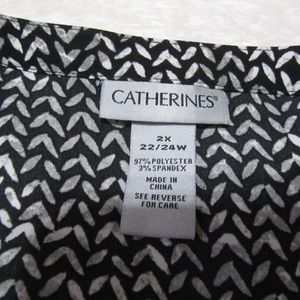 CATHERINES®
2X
22/24W
97% POLYESTER
3% SPANDEX
MADE IN
CHINA
SEE REVERSE
FOR CARE